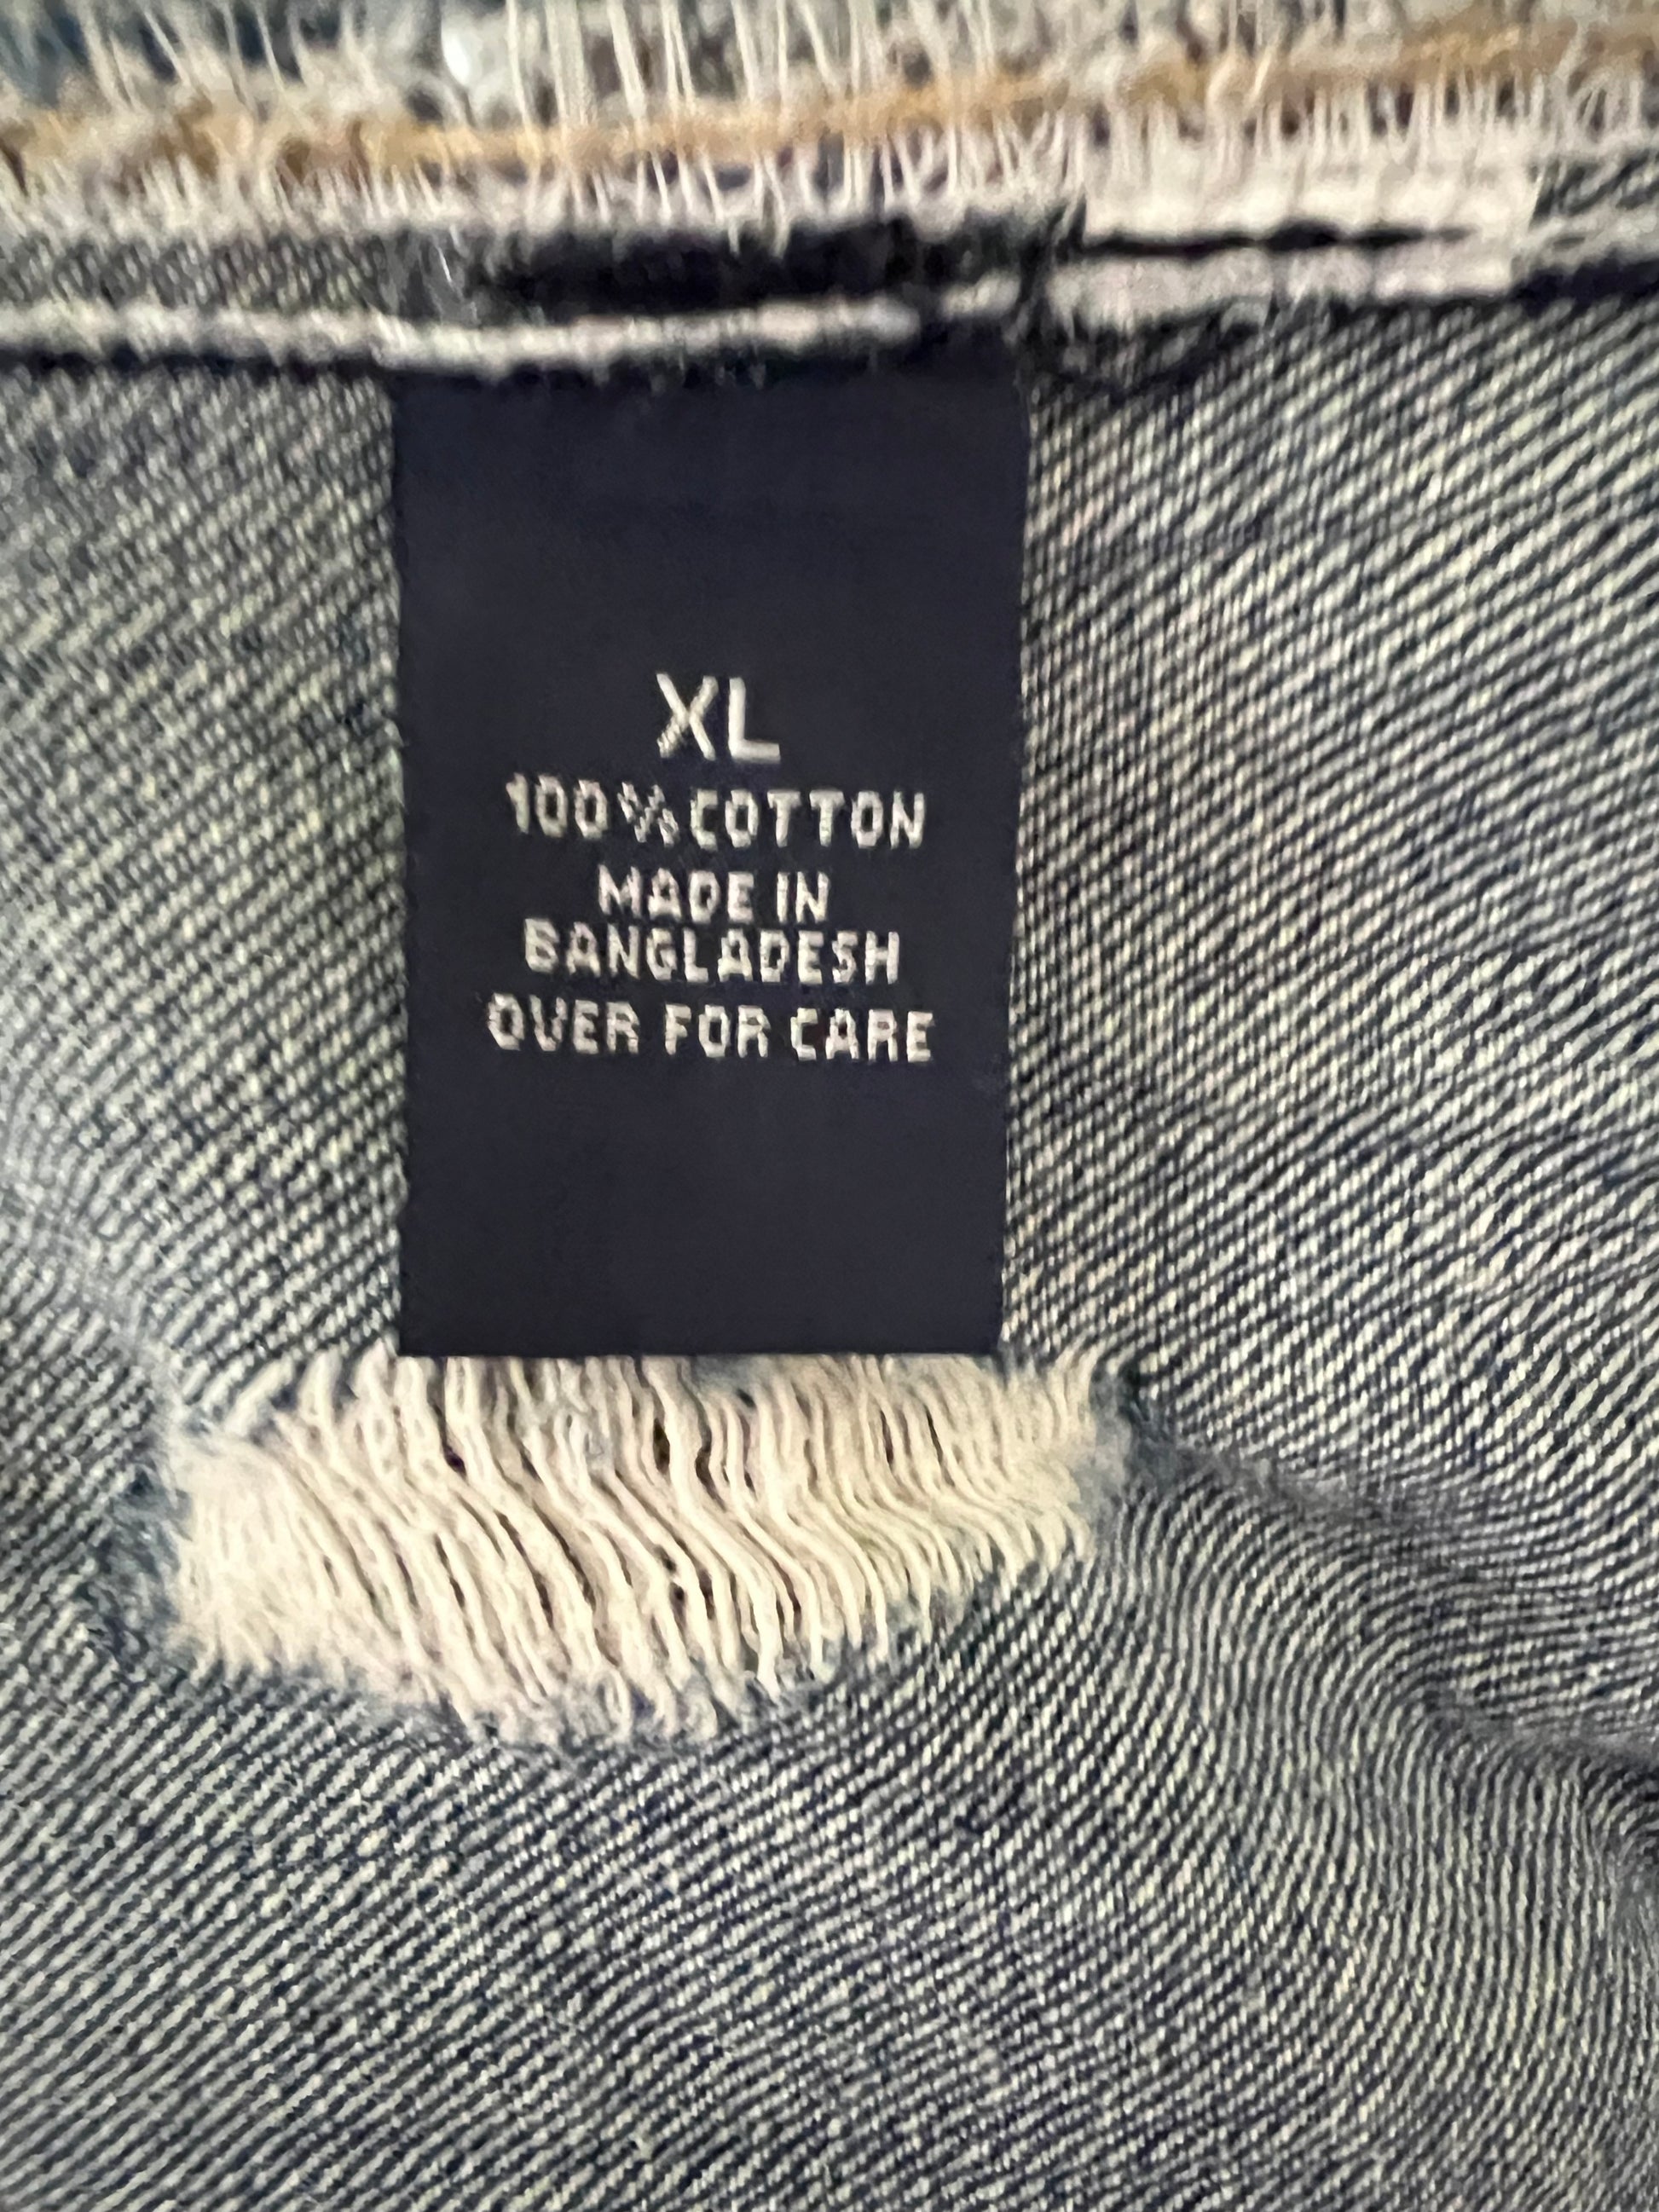 XL
100% COTTON
MADE IN
BANGLADESH
OVER FOR CARE